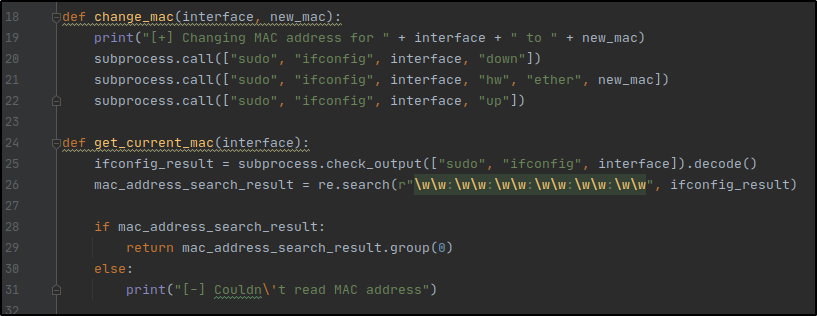 18 def change_mac(interface, new_mac):
19     print("[+] Changing MAC address for " + interface + " to " + new_mac)
20     subprocess.call(["sudo", "ifconfig", interface, "down"])
21     subprocess.call(["sudo", "ifconfig", interface, "hw", "ether", new_mac])
22     subprocess.call(["sudo", "ifconfig", interface, "up"])
23
24 def get_current_mac(interface):
25     ifconfig_result = subprocess.check_output(["sudo", "ifconfig", interface]).decode()
26     mac_address_search_result = re.search(r"\w\w:\w\w:\w\w:\w\w:\w\w:\w\w", ifconfig_result)
27
28     if mac_address_search_result:
29         return mac_address_search_result.group(0)
30     else:
31         print("[-] Couldn\'t read MAC address")
32